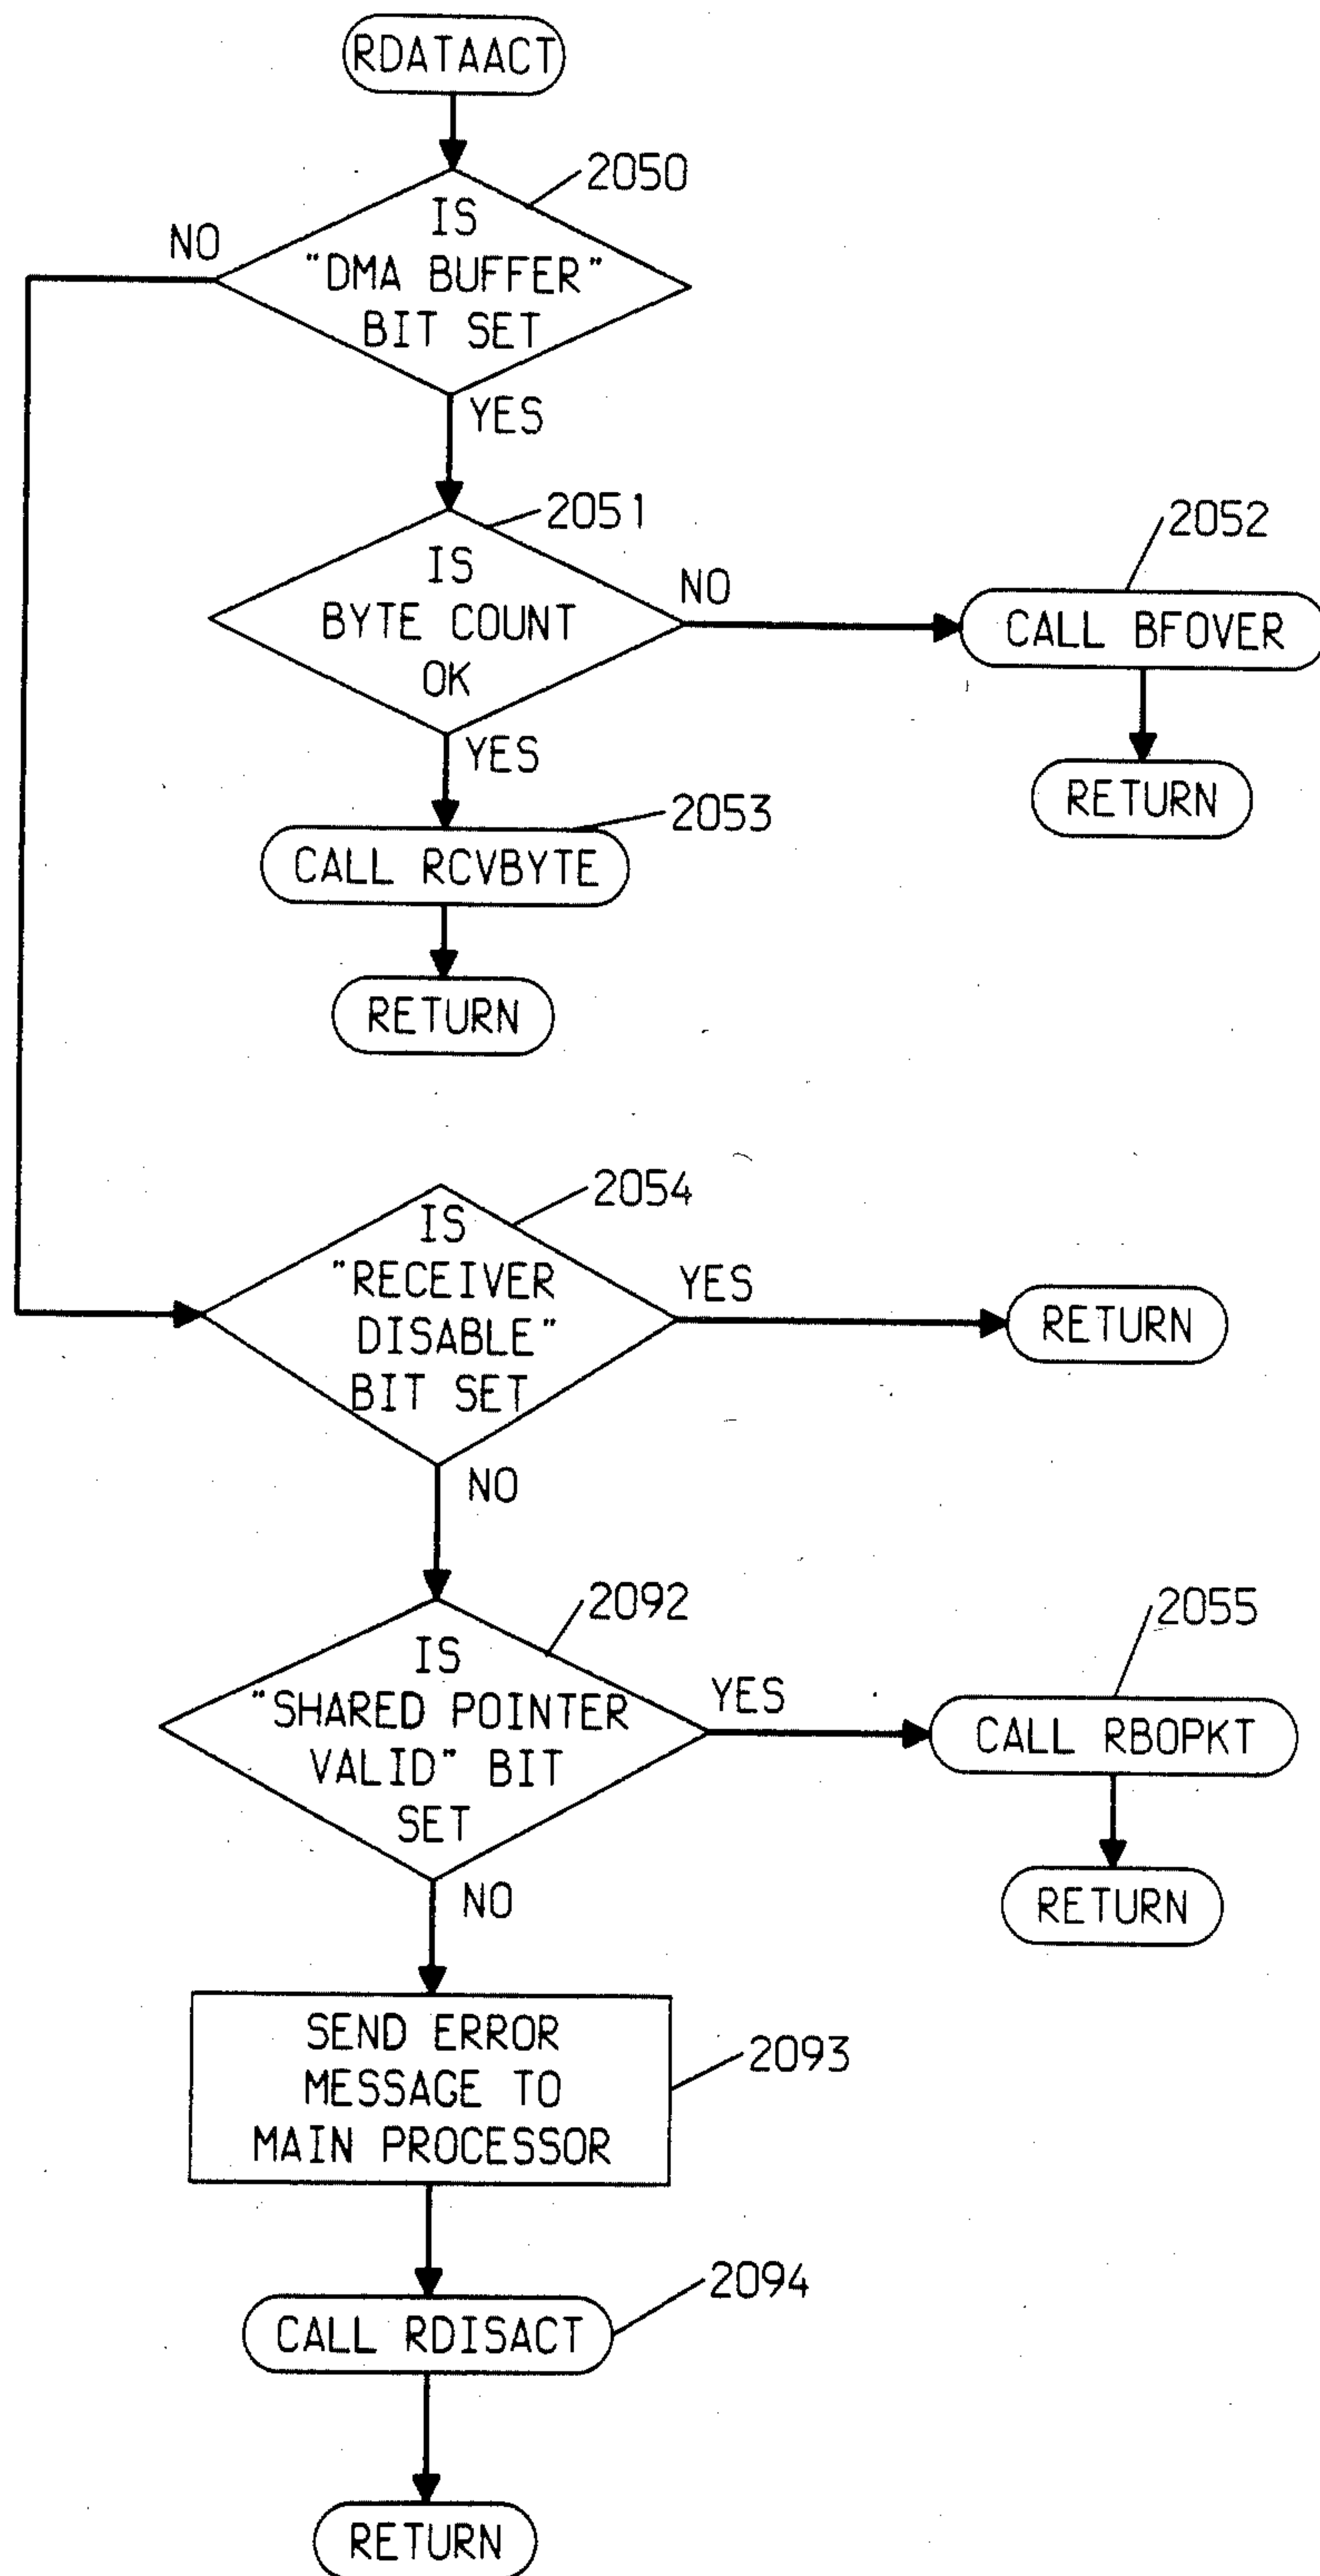 RDATAACT
2050
NO
IS
"DMA BUFFER"
BIT SET
YES
2051
IS
BYTE COUNT
OK
NO
2052
CALL BFOVER
RETURN
YES
2053
CALL RCVBYTE
RETURN
2054
IS
"RECEIVER
DISABLE"
BIT SET
YES
RETURN
NO
2092
IS
"SHARED POINTER
VALID" BIT
SET
YES
2055
CALL RBOPKT
RETURN
NO
SEND ERROR
MESSAGE TO
MAIN PROCESSOR
2093
2094
CALL RDISACT
RETURN